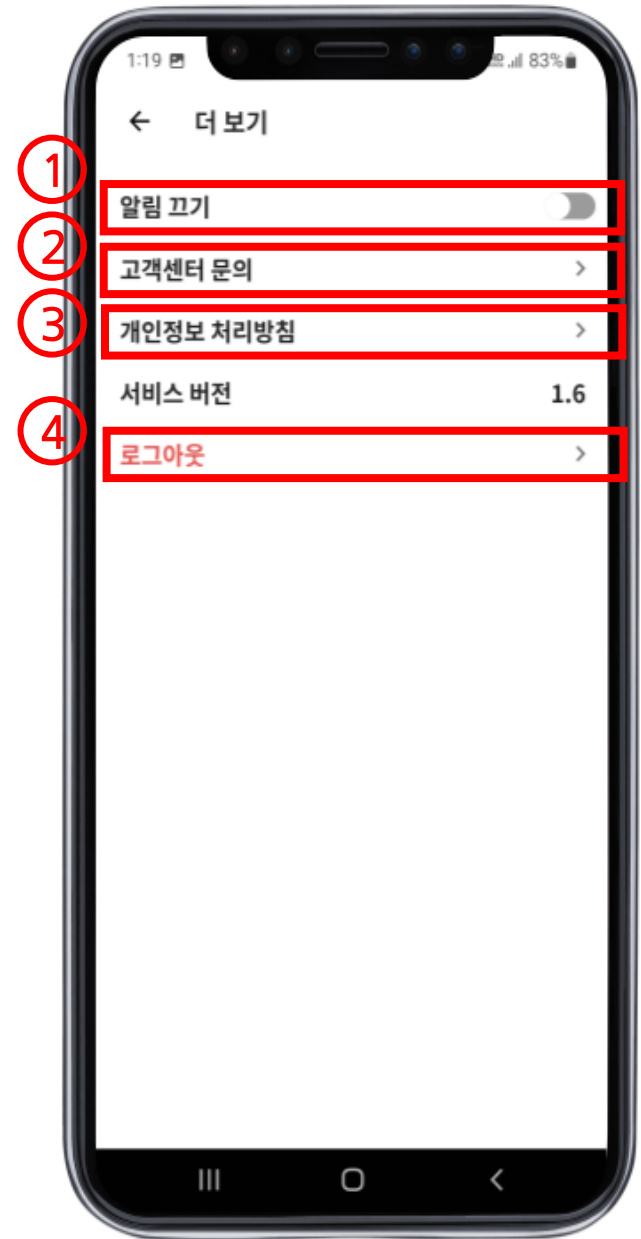 1:19 83%
더 보기
①
알림 끄기
②
고객센터 문의
③
개인정보 처리방침
서비스 버전 1.6
④
로그아웃